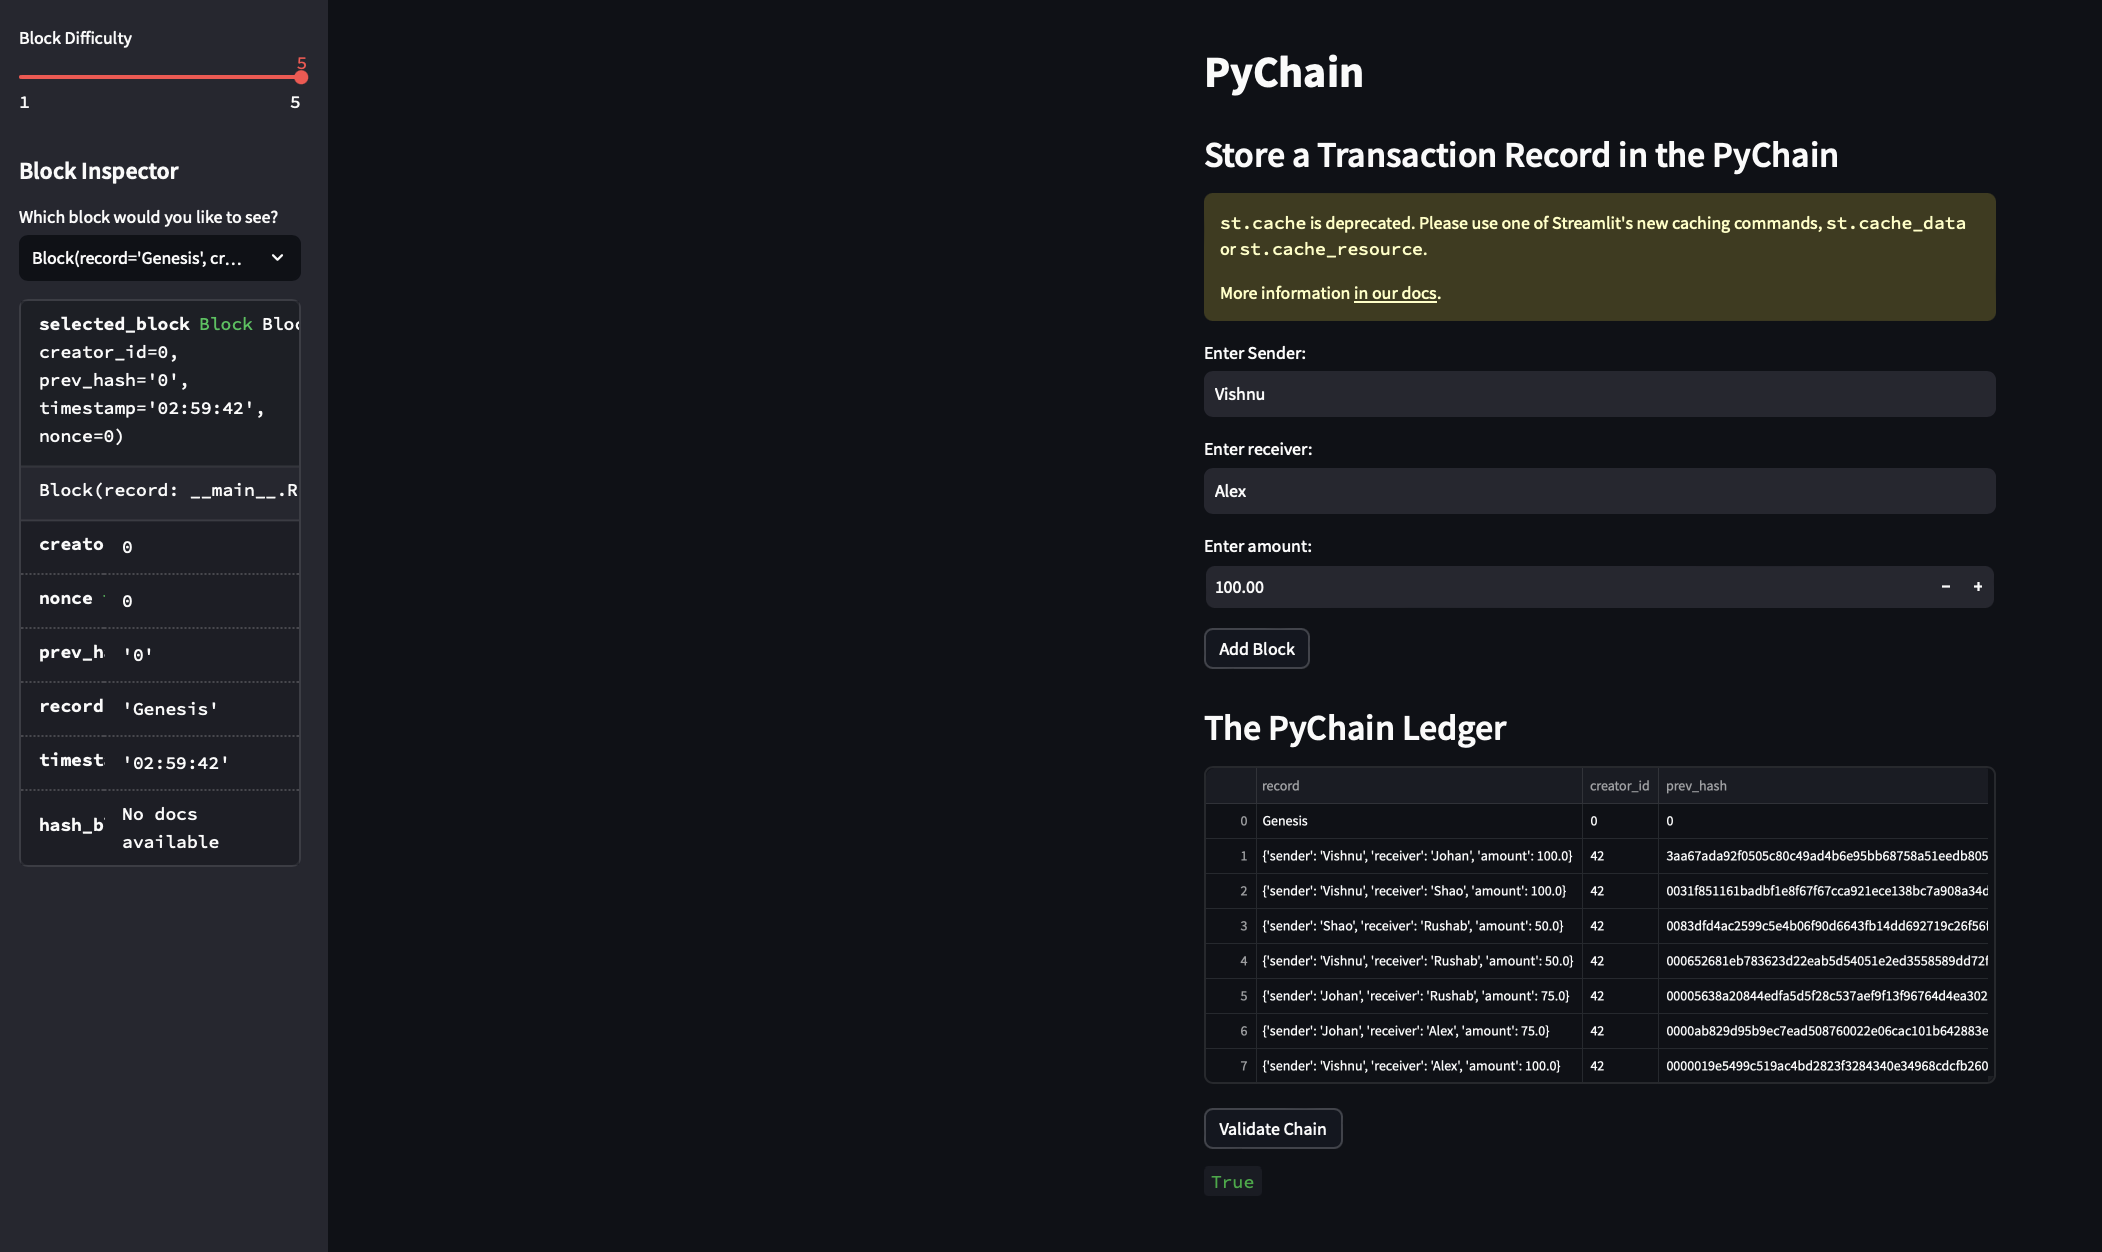 Block Difficulty
5
1 5
Block Inspector
Which block would you like to see?
Block(record='Genesis', cr...
selected_block Block Bloc
creator_id=0,
prev_hash='0',
timestamp='02:59:42',
nonce=0)
Block(record: __main__.R
creato 0
nonce 0
prev_h '0'
record 'Genesis'
timest '02:59:42'
hash_b No docs
available
PyChain
Store a Transaction Record in the PyChain
st.cache is deprecated. Please use one of Streamlit's new caching commands, st.cache_data
or st.cache_resource.
More information in our docs.
Enter Sender:
Vishnu
Enter receiver:
Alex
Enter amount:
100.00 - +
Add Block
The PyChain Ledger
record creator_id prev_hash
0 Genesis 0 0
1 {'sender': 'Vishnu', 'receiver': 'Johan', 'amount': 100.0} 42 3aa67ada92f0505c80c49ad4b6e95bb68758a51eedb805
2 {'sender': 'Vishnu', 'receiver': 'Shao', 'amount': 100.0} 42 0031f851161badbf1e8f67f67cca921ece138bc7a908a34d
3 {'sender': 'Shao', 'receiver': 'Rushab', 'amount': 50.0} 42 0083dfd4ac2599c5e4b06f90d6643fb14dd692719c26f56f
4 {'sender': 'Vishnu', 'receiver': 'Rushab', 'amount': 50.0} 42 000652681eb783623d22eab5d54051e2ed3558589dd72f
5 {'sender': 'Johan', 'receiver': 'Rushab', 'amount': 75.0} 42 00005638a20844edfa5d5f28c537aef9f13f96764d4ea302
6 {'sender': 'Johan', 'receiver': 'Alex', 'amount': 75.0} 42 0000ab829d95b9ec7ead508760022e06cac101b642883e
7 {'sender': 'Vishnu', 'receiver': 'Alex', 'amount': 100.0} 42 0000019e5499c519ac4bd2823f3284340e34968cdcfb260
Validate Chain
True